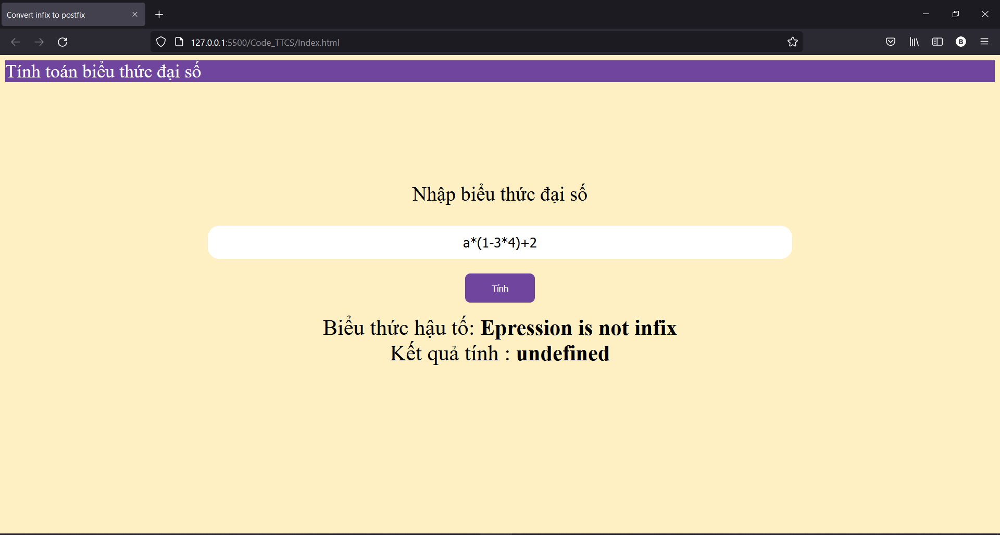 Convert infix to postfix
127.0.0.1:5500/Code_TTCS/Index.html
B
Tính toán biểu thức đại số
Nhập biểu thức đại số
a*(1-3*4)+2
Tính
Biểu thức hậu tố: Epression is not infix
Kết quả tính : undefined